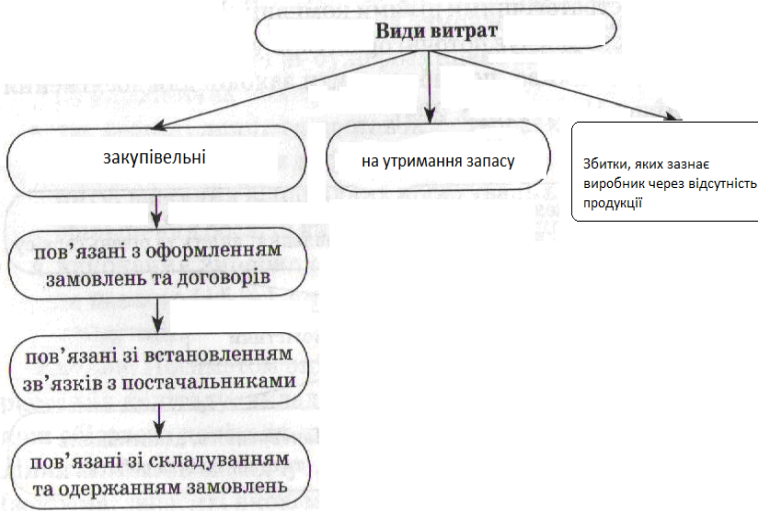 Види витрат
закупівельні
на утримання запасу
Збитки, яких зазнає
виробник через відсутність
продукції
пов’язані з оформленням
замовлень та договорів
пов’язані зі встановленням
зв’язків з постачальниками
пов’язані зі складуванням
та одержанням замовлень